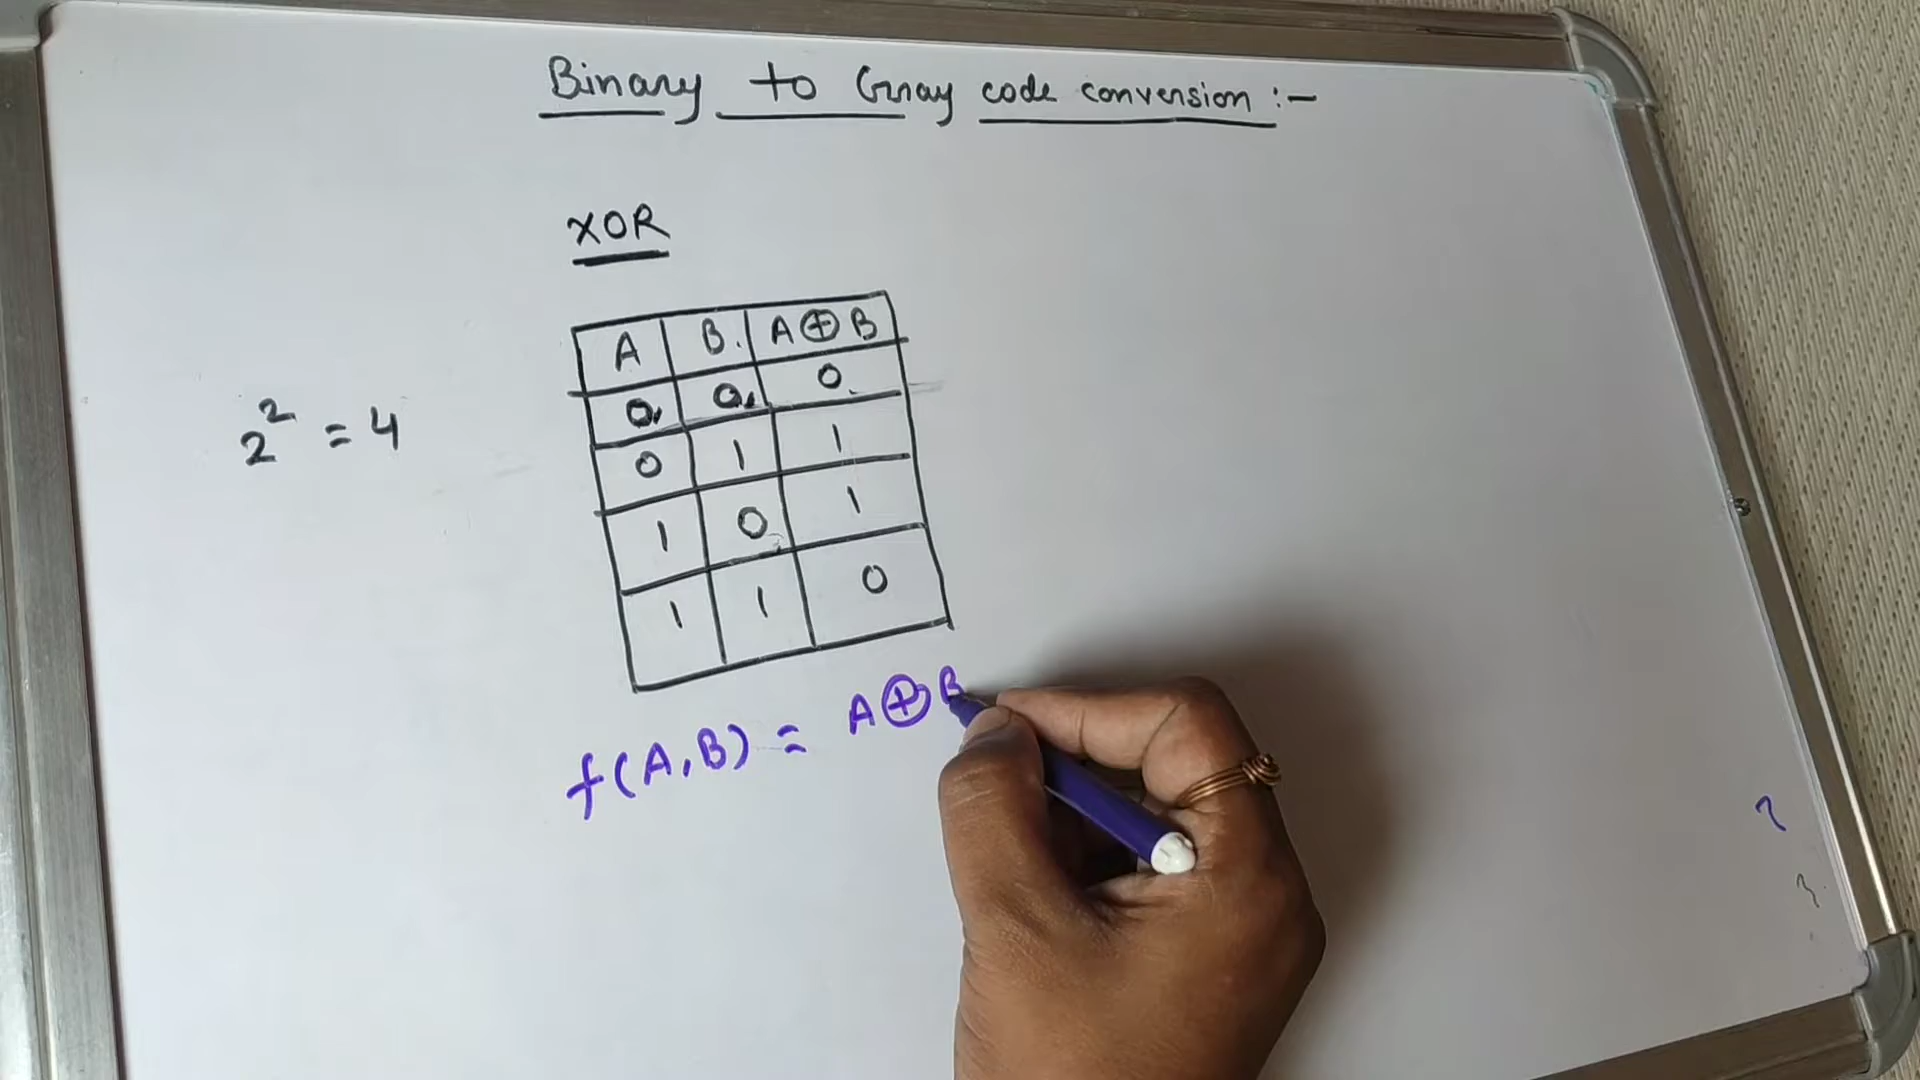 Binary to Gray code conversion :-
XOR
A B. A ⊕ B
0 0 0
2² = 4
0 1 1
1 0 1
1 1 0
f(A,B) = A ⊕ B